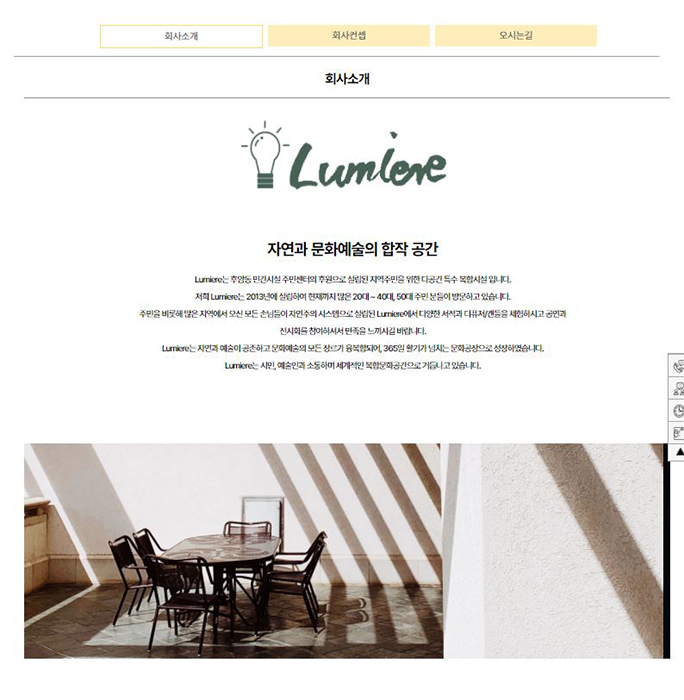 회사소개
회사컨셉
오시는길
회사소개
Lumiere
자연과 문화예술의 합작 공간
Lumiere는 후암동 민간시설 주민센터의 후원으로 설립된 지역주민을 위한 다공간 특수 복합시설 입니다.
저희 Lumiere는 2013년에 설립하여 현재까지 많은 20대 ~ 40대, 50대 주민 분들이 방문하고 있습니다.
주민을 비롯해 많은 지역에서 오신 모든 손님들이 자연주의 시스템으로 설립된 Lumiere에서 다양한 서적과 디퓨저/캔들을 체험하시고 공연과
전시회를 참여하셔서 만족을 느끼시길 바랍니다.
Lumiere는 자연과 예술이 공존하고 문화예술의 모든 장르가 융복합되어, 365일 활기가 넘치는 문화공장으로 성장하였습니다.
Lumiere는 시민, 예술인과 소통하며 세계적인 복합문화공간으로 거듭나고 있습니다.